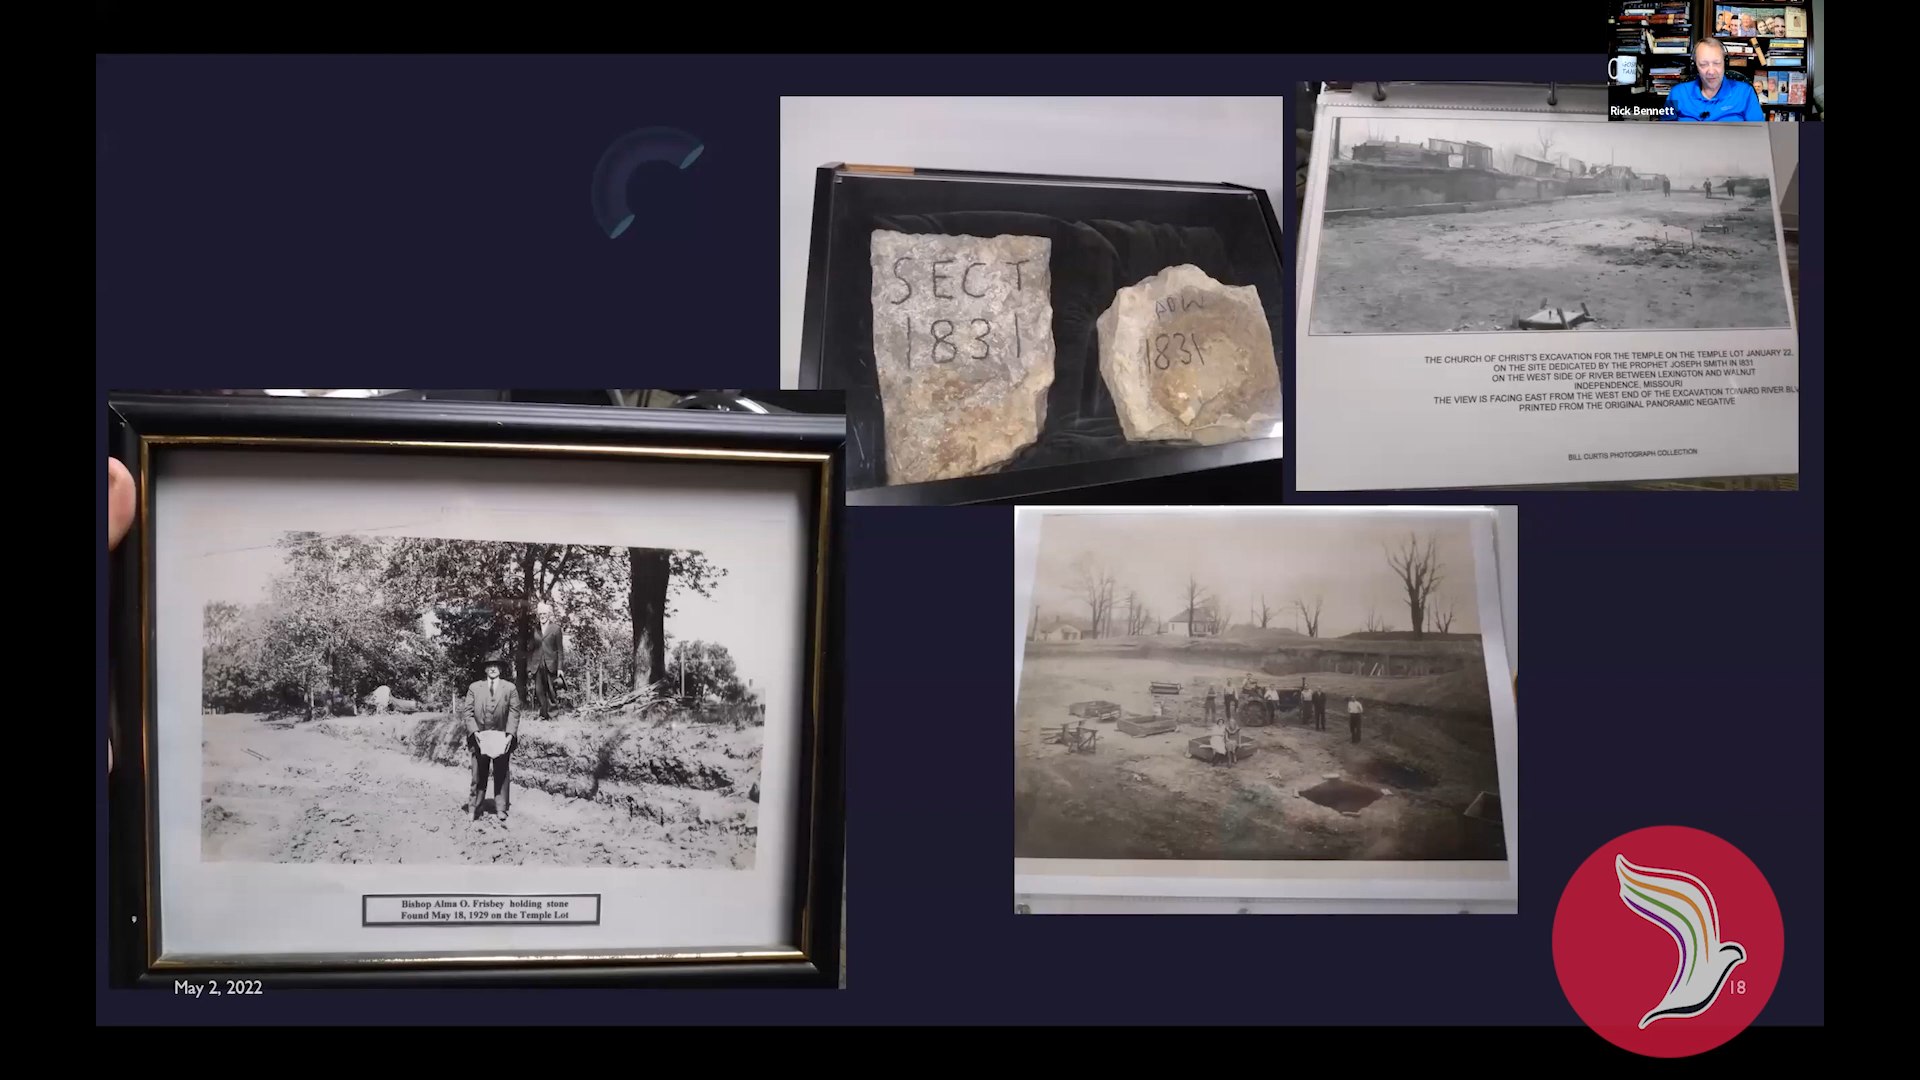 Rick Bennett
SECT
1831
ADW
1831
THE CHURCH OF CHRIST'S EXCAVATION FOR THE TEMPLE ON THE TEMPLE LOT JANUARY 22,
ON THE SITE DEDICATED BY THE PROPHET JOSEPH SMITH IN 1831
ON THE WEST SIDE OF RIVER BETWEEN LEXINGTON AND WALNUT
INDEPENDENCE, MISSOURI
THE VIEW IS FACING EAST FROM THE WEST END OF THE EXCAVATION TOWARD RIVER
PRINTED FROM THE ORIGINAL PANORAMIC NEGATIVE
BILL CURTIS PHOTOGRAPH COLLECTION
Bishop Alma O. Frisbey holding stone
Found May 18, 1929 on the Temple Lot
May 2, 2022
18